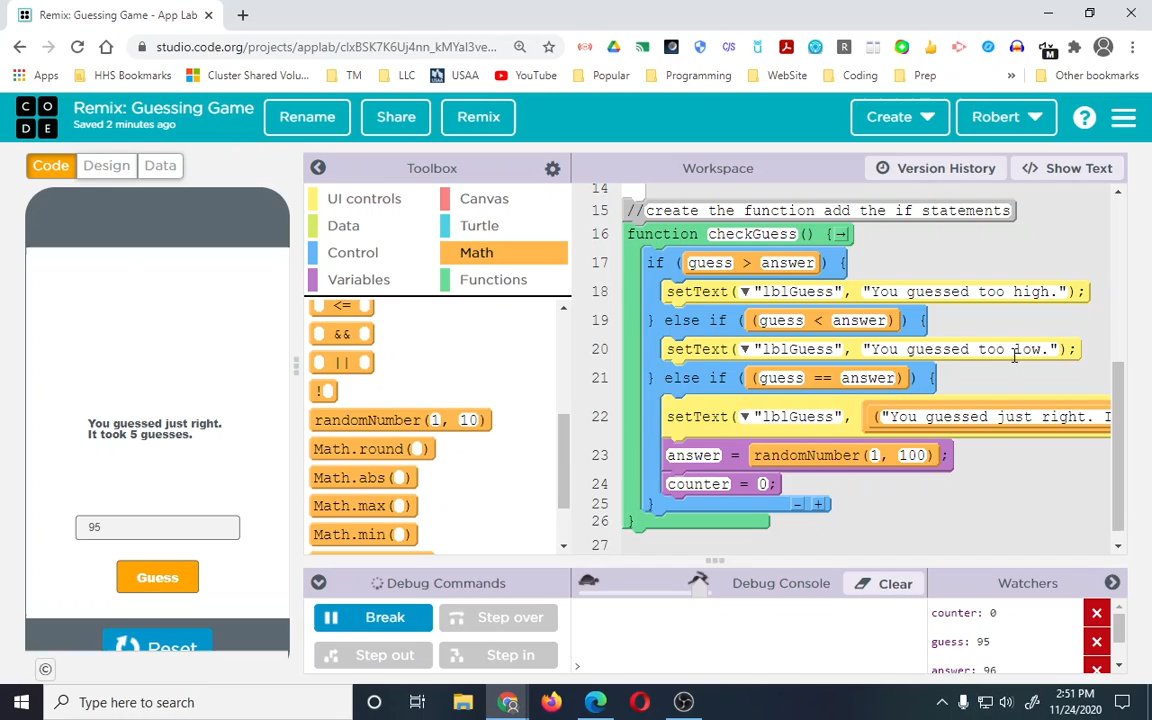 Remix: Guessing Game - App Lab
studio.code.org/projects/applab/clxBSK7K6Uj4nn_kMYaI3ve...
Apps HHS Bookmarks Cluster Shared Volu... TM LLC USAA YouTube Popular Programming WebSite Coding Prep » Other bookmarks
C O D E
Remix: Guessing Game
Saved 2 minutes ago
Rename Share Remix Create Robert ?
Code Design Data
Toolbox
Workspace
Version History
</> Show Text
UI controls
Canvas
Data
Turtle
Control
Math
Variables
Functions
<=
&&
||
!
randomNumber(1, 10)
Math.round()
Math.abs()
Math.max()
Math.min()
14
15 //create the function add the if statements
16 function checkGuess() {
17 if (guess > answer) {
18 setText(▼"lblGuess", "You guessed too high.");
19 } else if ((guess < answer)) {
20 setText(▼"lblGuess", "You guessed too low.");
21 } else if ((guess == answer)) {
22 setText(▼"lblGuess", ("You guessed just right. I
23 answer = randomNumber(1, 100);
24 counter = 0;
25 } - +
26 }
27
You guessed just right.
It took 5 guesses.
95
Guess
Reset
Debug Commands
Debug Console
Clear
Watchers
Break
Step over
Step out
Step in
>
counter: 0
guess: 95
answer: 96
©
Type here to search
2:51 PM
11/24/2020